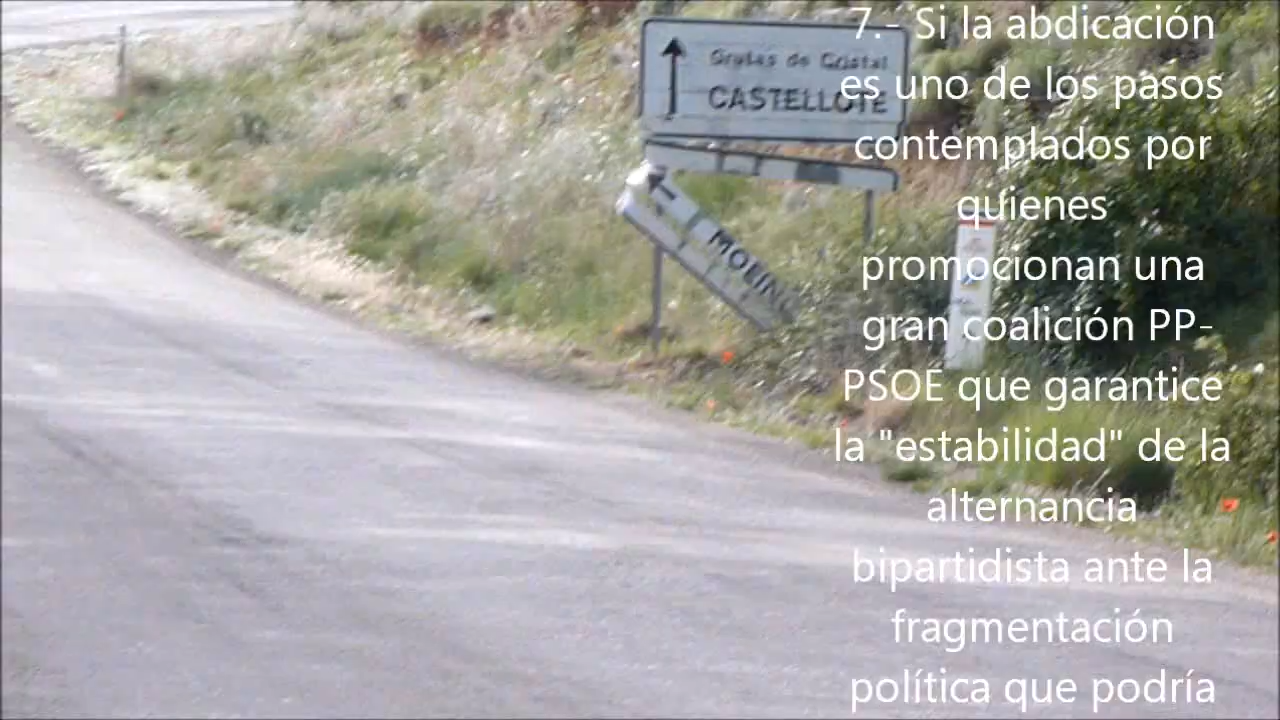 Grutas de Cristal
CASTELLOTE
MOLINO
7.- Si la abdicación
es uno de los pasos
contemplados por
quienes
promocionan una
gran coalición PP-
PSOE que garantice
la "estabilidad" de la
alternancia
bipartidista ante la
fragmentación
política que podría